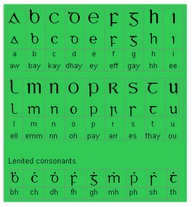 a b c d e f g h i
a b c d e f g h i
a b c d e f g h i
aw bay kay dhay ey eff gay hh ee
l m n o p r s t u
l m n o p r s t u
l m n o p r s t u
ell emm nn oh pay arr es thay ou
Lenited consonants
ḃ ċ ḋ ḟ ġ ṁ ṗ ṡ ṫ
bh ch dh fh gh mh ph sh th